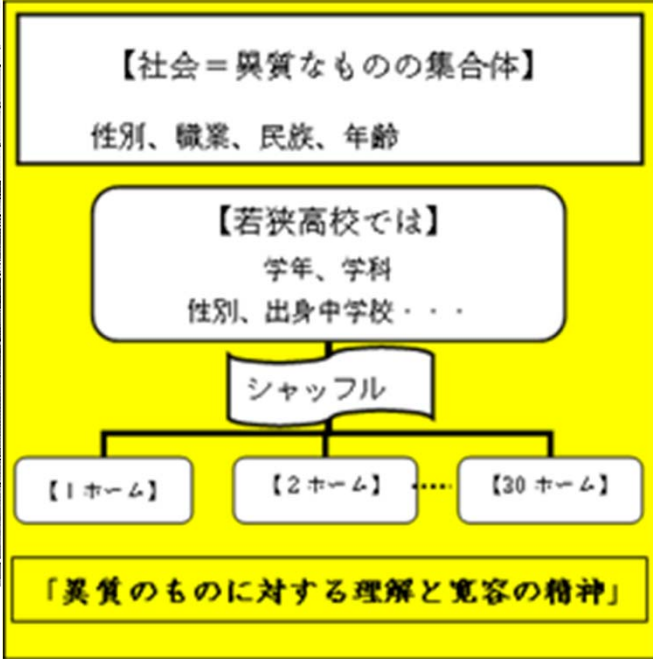 【社会＝異質なものの集合体】
性別、職業、民族、年齢
【若狭高校では】
学年、学科
性別、出身中学校・・・
シャッフル
【1ホーム】
【2ホーム】
【30ホーム】
「異質のものに対する理解と寛容の精神」